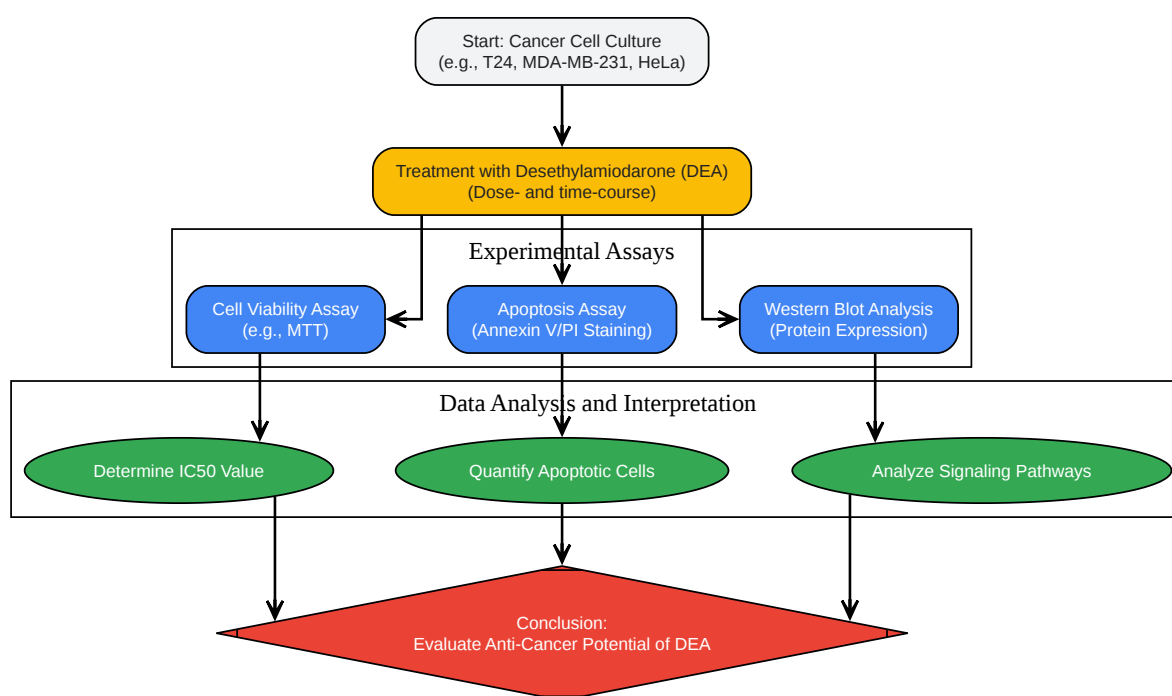 Start: Cancer Cell Culture
(e.g., T24, MDA-MB-231, HeLa)
Treatment with Desethylamiodarone (DEA)
(Dose- and time-course)
Experimental Assays
Cell Viability Assay
(e.g., MTT)
Apoptosis Assay
(Annexin V/PI Staining)
Western Blot Analysis
(Protein Expression)
Data Analysis and Interpretation
Determine IC50 Value
Quantify Apoptotic Cells
Analyze Signaling Pathways
Conclusion:
Evaluate Anti-Cancer Potential of DEA